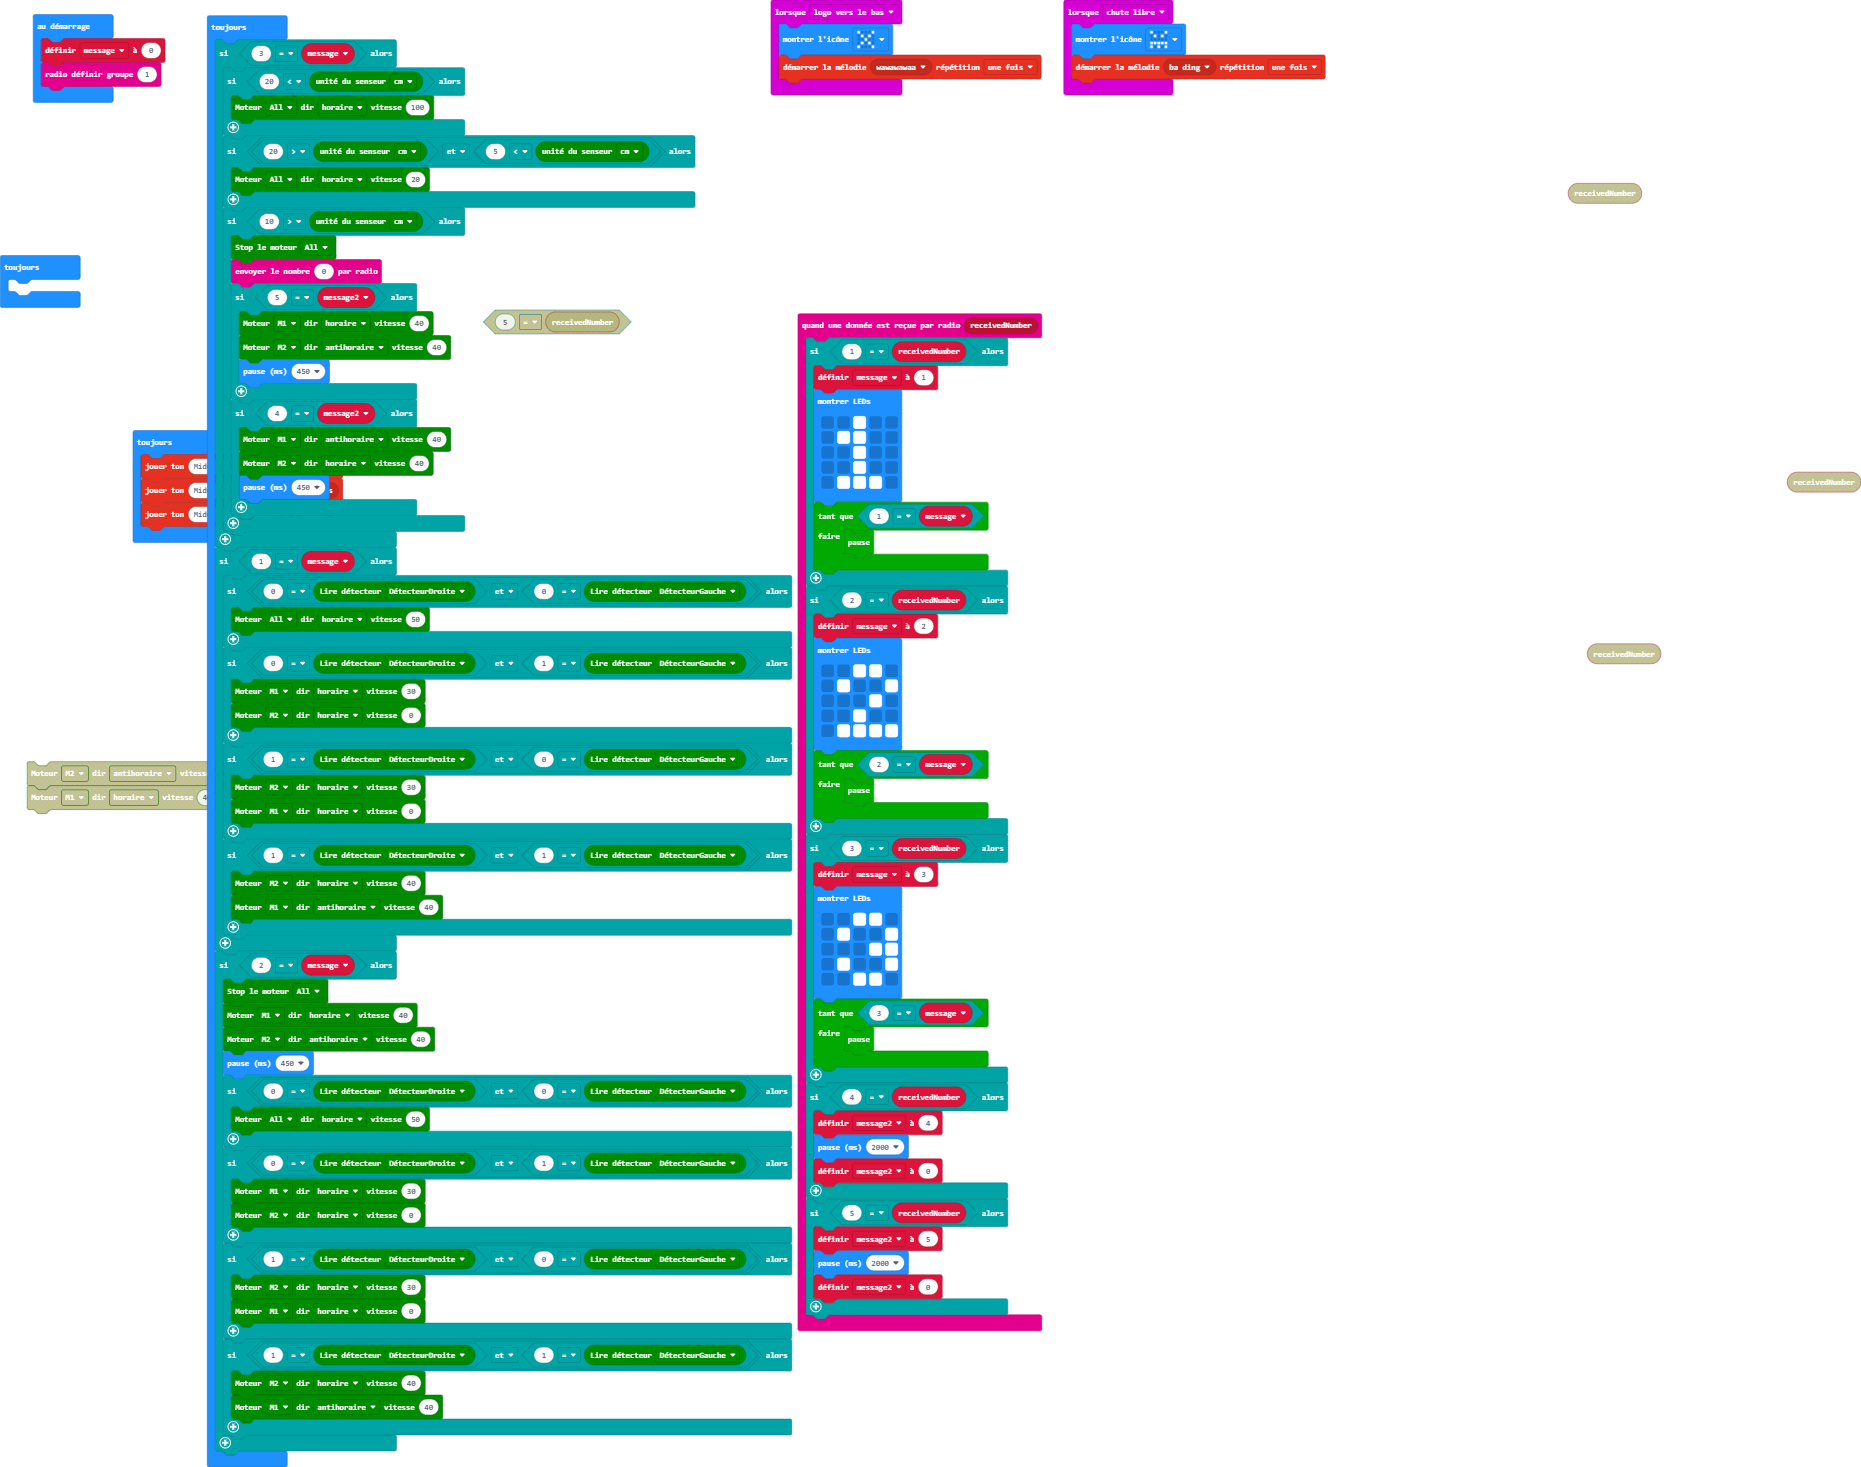 au démarrage
définir message à 0
radio définir groupe 1
toujours
toujours
jouer ton Mid
jouer ton Mid
jouer ton Mid
Moteur M2 dir antihoraire vitess
Moteur M1 dir horaire vitesse 4
toujours
si 3 = message alors
si 20 < unité du senseur cm alors
Moteur All dir horaire vitesse 100
si 20 > unité du senseur cm et 5 < unité du senseur cm alors
Moteur All dir horaire vitesse 20
si 10 > unité du senseur cm alors
Stop le moteur All
envoyer le nombre 0 par radio
si 5 = message2 alors
Moteur M1 dir horaire vitesse 40
Moteur M2 dir antihoraire vitesse 40
pause (ms) 450
si 4 = message2 alors
Moteur M1 dir antihoraire vitesse 40
Moteur M2 dir horaire vitesse 40
pause (ms) 450
si 1 = message alors
si 0 = Lire détecteur DétecteurDroite et 0 = Lire détecteur DétecteurGauche alors
Moteur All dir horaire vitesse 50
si 0 = Lire détecteur DétecteurDroite et 1 = Lire détecteur DétecteurGauche alors
Moteur M1 dir horaire vitesse 30
Moteur M2 dir horaire vitesse 0
si 1 = Lire détecteur DétecteurDroite et 0 = Lire détecteur DétecteurGauche alors
Moteur M2 dir horaire vitesse 30
Moteur M1 dir horaire vitesse 0
si 1 = Lire détecteur DétecteurDroite et 1 = Lire détecteur DétecteurGauche alors
Moteur M2 dir horaire vitesse 40
Moteur M1 dir antihoraire vitesse 40
si 2 = message alors
Stop le moteur All
Moteur M1 dir horaire vitesse 40
Moteur M2 dir antihoraire vitesse 40
pause (ms) 450
si 0 = Lire détecteur DétecteurDroite et 0 = Lire détecteur DétecteurGauche alors
Moteur All dir horaire vitesse 50
si 0 = Lire détecteur DétecteurDroite et 1 = Lire détecteur DétecteurGauche alors
Moteur M1 dir horaire vitesse 30
Moteur M2 dir horaire vitesse 0
si 1 = Lire détecteur DétecteurDroite et 0 = Lire détecteur DétecteurGauche alors
Moteur M2 dir horaire vitesse 30
Moteur M1 dir horaire vitesse 0
si 1 = Lire détecteur DétecteurDroite et 1 = Lire détecteur DétecteurGauche alors
Moteur M2 dir horaire vitesse 40
Moteur M1 dir antihoraire vitesse 40
5 = receivedNumber
lorsque logo vers le bas
montrer l'icône
démarrer la mélodie wawawawaa répétition une fois
lorsque chute libre
montrer l'icône
démarrer la mélodie ba ding répétition une fois
quand une donnée est reçue par radio receivedNumber
si 1 = receivedNumber alors
définir message à 1
montrer LEDs
tant que 1 = message
faire
pause
si 2 = receivedNumber alors
définir message à 2
montrer LEDs
tant que 2 = message
faire
pause
si 3 = receivedNumber alors
définir message à 3
montrer LEDs
tant que 3 = message
faire
pause
si 4 = receivedNumber alors
définir message2 à 4
pause (ms) 2000
définir message2 à 0
si 5 = receivedNumber alors
définir message2 à 5
pause (ms) 2000
définir message2 à 0
receivedNumber
receivedNumber
receivedNumber